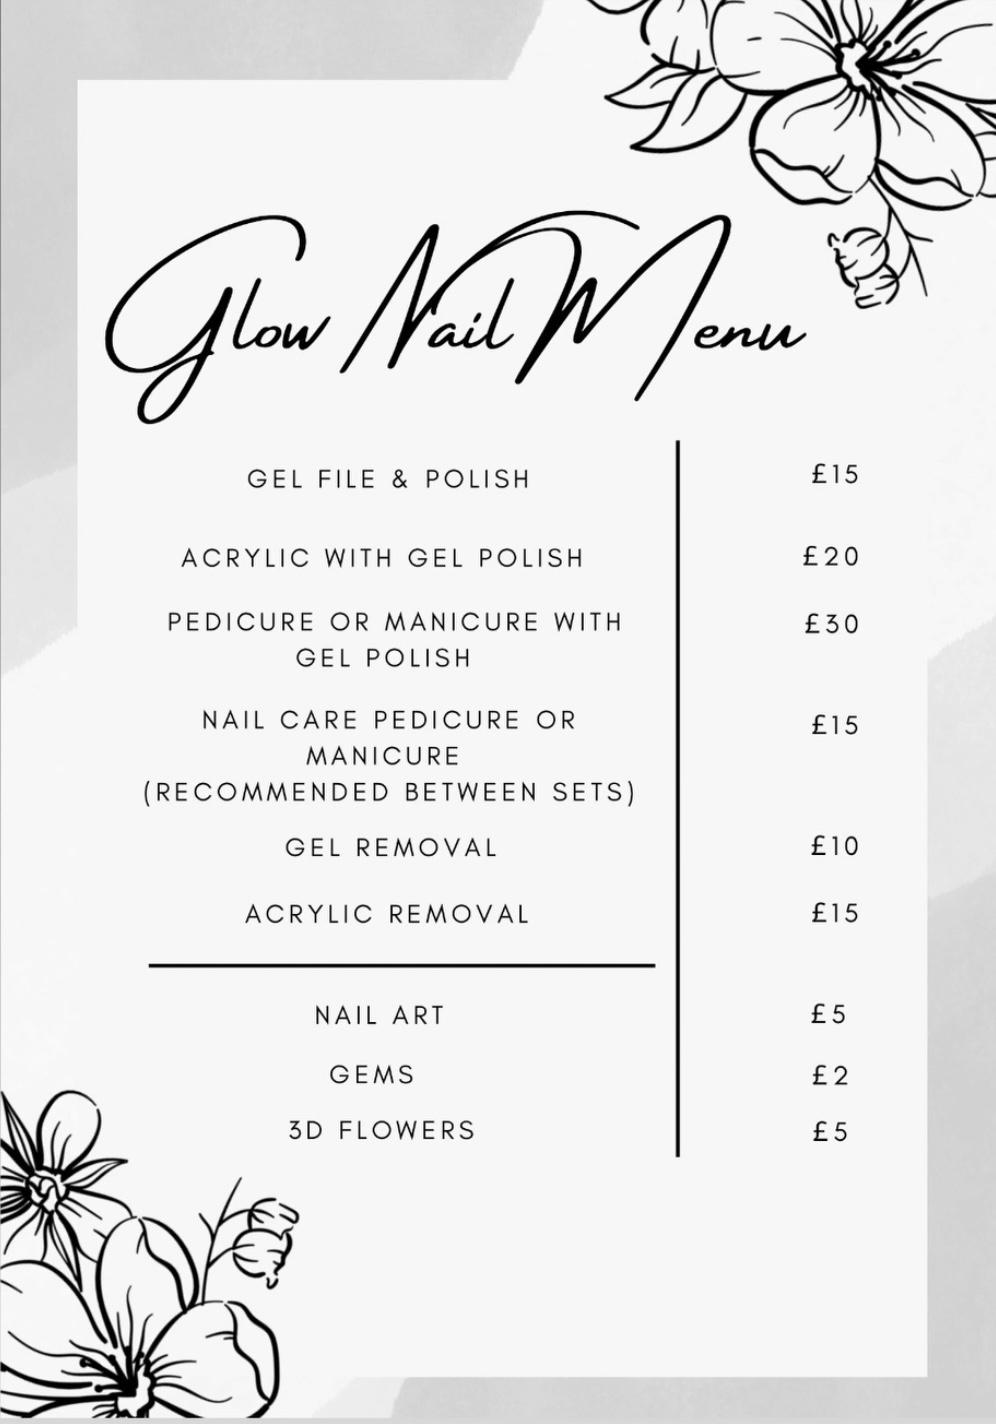 Glow Nail Menu
GEL FILE & POLISH £15
ACRYLIC WITH GEL POLISH £20
PEDICURE OR MANICURE WITH £30
GEL POLISH
NAIL CARE PEDICURE OR £15
MANICURE
(RECOMMENDED BETWEEN SETS)
GEL REMOVAL £10
ACRYLIC REMOVAL £15
NAIL ART £5
GEMS £2
3D FLOWERS £5